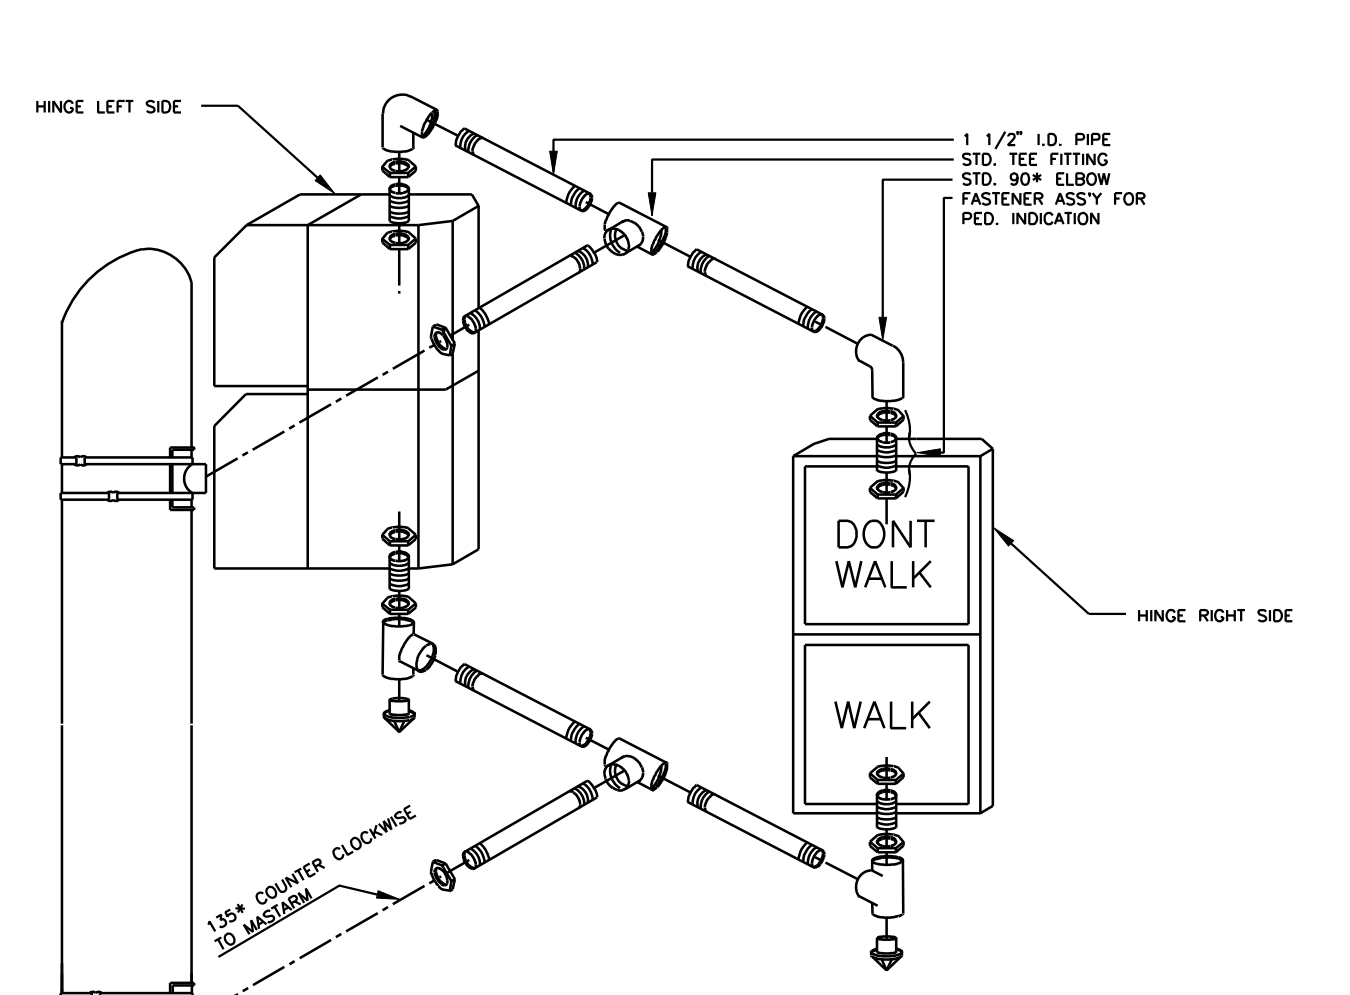 HINGE LEFT SIDE
1 1/2" I.D. PIPE
STD. TEE FITTING
STD. 90* ELBOW
FASTENER ASS'Y FOR
PED. INDICATION
DONT
WALK
HINGE RIGHT SIDE
WALK
135* COUNTER CLOCKWISE
TO MASTARM